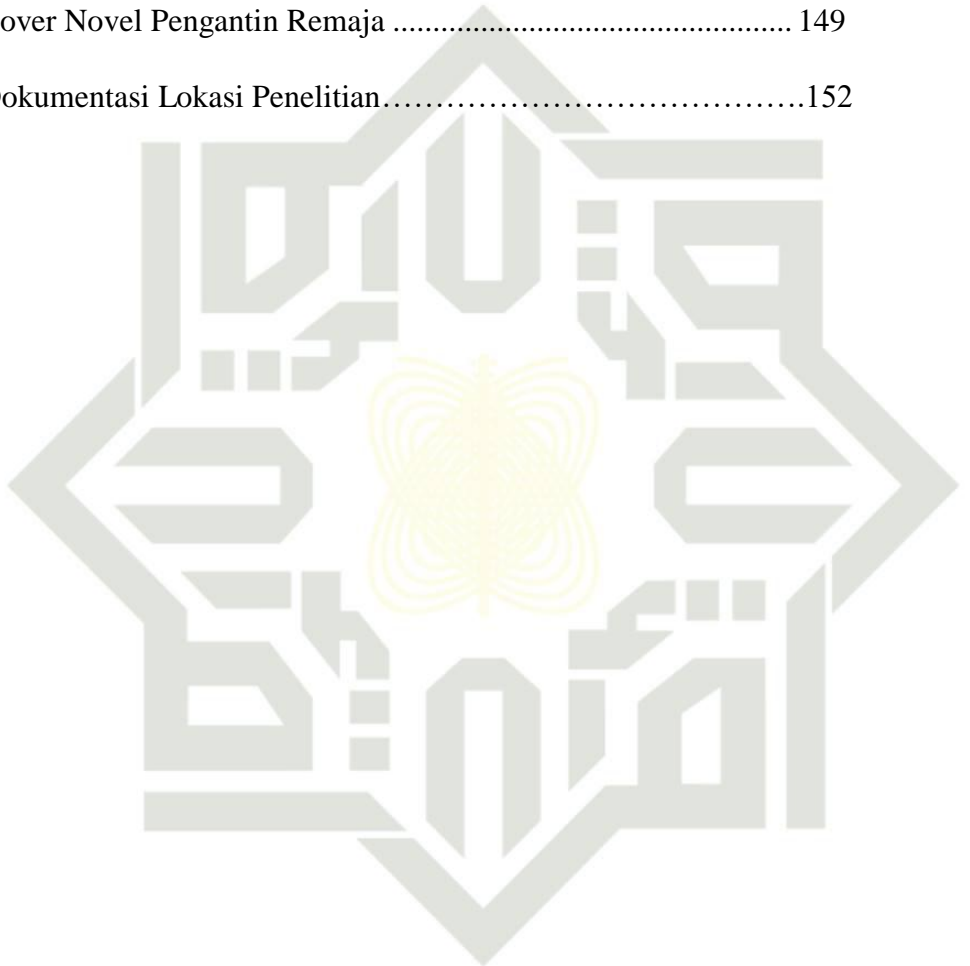 over Novel Pengantin Remaja ................................................ 149
okumentasi Lokasi Penelitian…………………………………….152